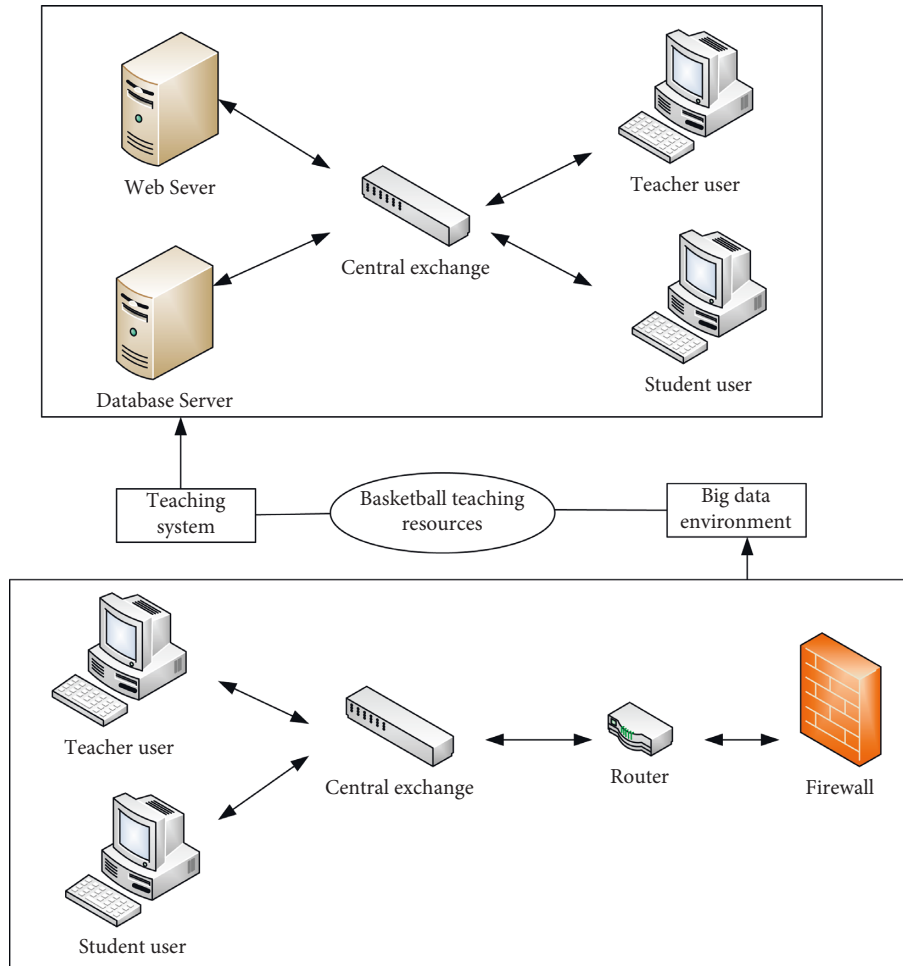 Web Sever
Teacher user
Central exchange
Database Server
Student user
Teaching
system
Basketball teaching
resources
Big data
environment
Teacher user
Central exchange
Router
Firewall
Student user